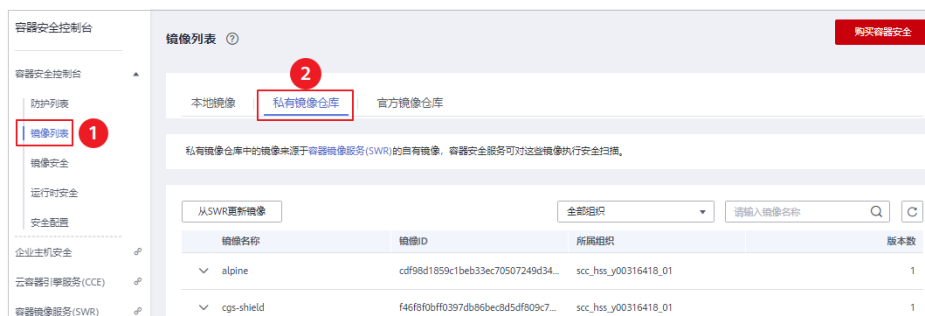 容器安全控制台
镜像列表
购买容器安全
容器安全控制台
2
本地镜像 私有镜像仓库 官方镜像仓库
防护列表
镜像列表 1
私有镜像仓库中的镜像来源于容器镜像服务(SWR)的自有镜像，容器安全服务可对这些镜像执行安全扫描。
镜像安全
运行时安全
安全配置
从SWR更新镜像 全部组织 请输入镜像名称
镜像名称 镜像ID 所属组织 版本数
企业主机安全
alpine cdf98d1859c1beb33ec70507249d34... scc_hss_y00316418_01 1
云容器引擎服务(CCE)
cgs-shield f46f8f0bff0397db86bec8d5df809c7... scc_hss_y00316418_01 1
容器镜像服务(SWR)